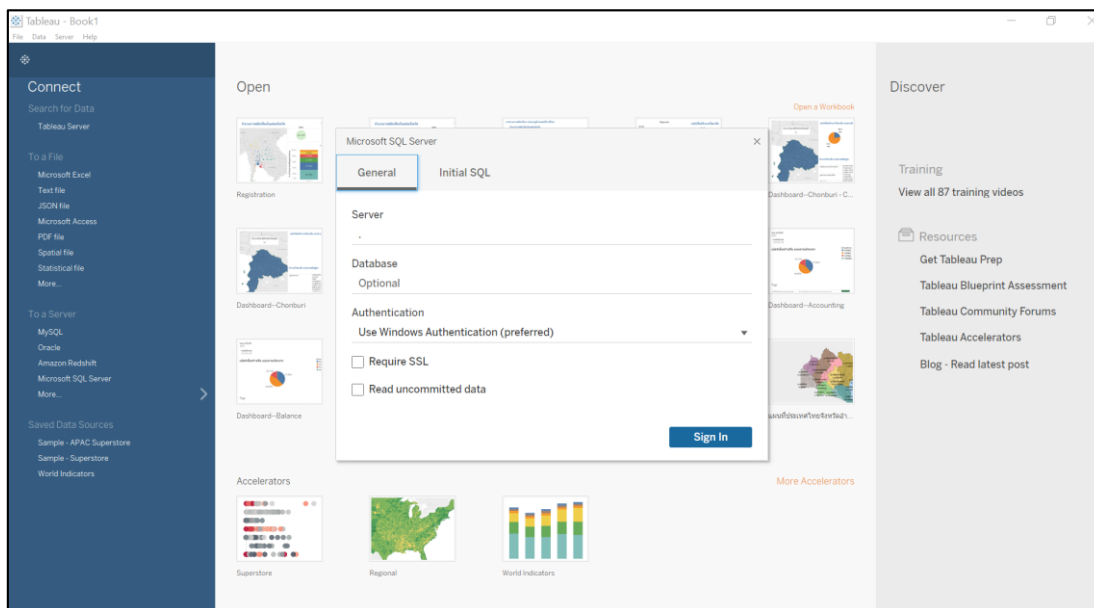 Tableau - Book1
File Data Server Help
Connect
Search for Data
Tableau Server
To a File
Microsoft Excel
Text file
JSON file
Microsoft Access
PDF file
Spatial file
Statistical file
More...
To a Server
MySQL
Oracle
Amazon Redshift
Microsoft SQL Server
More...
Saved Data Sources
Sample - APAC Superstore
Sample - Superstore
World Indicators
Open
Open a Workbook
Registration
Dashboard-Chonburi - C...
Dashboard-Chonburi
Dashboard-Accounting
Dashboard-Balance
Microsoft SQL Server
General
Initial SQL
Server
.
Database
Optional
Authentication
Use Windows Authentication (preferred)
Require SSL
Read uncommitted data
Sign In
Accelerators
More Accelerators
Superstore
Regional
World Indicators
Discover
Training
View all 87 training videos
Resources
Get Tableau Prep
Tableau Blueprint Assessment
Tableau Community Forums
Tableau Accelerators
Blog - Read latest post